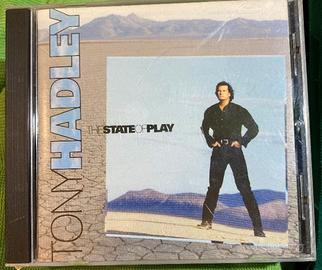 TONY HADLEY
THE STATE OF PLAY